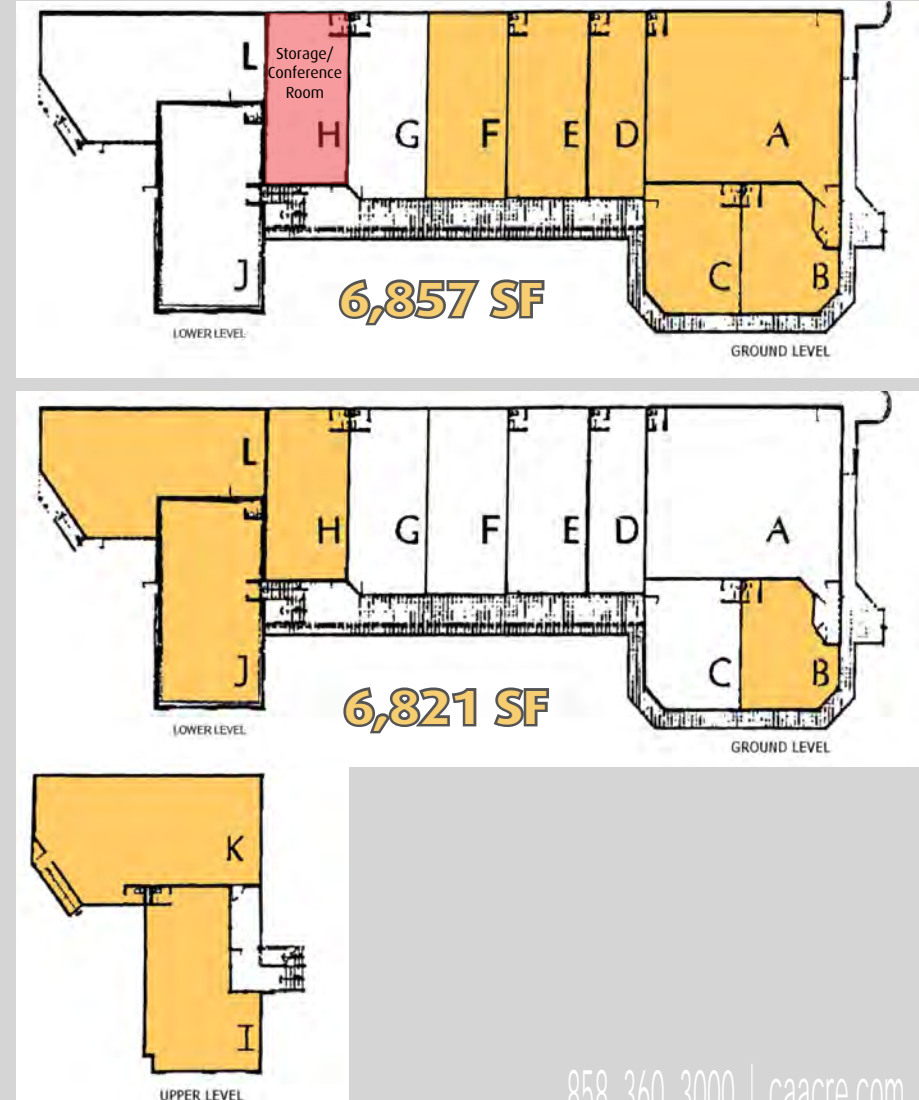 Storage/
Conference
Room
L
H
G
F
E
D
A
J
C
B
6,857 SF
LOWER LEVEL
GROUND LEVEL
L
H
G
F
E
D
A
J
C
B
6,821 SF
LOWER LEVEL
GROUND LEVEL
K
I
UPPER LEVEL
858.360.3000 | caacre.com